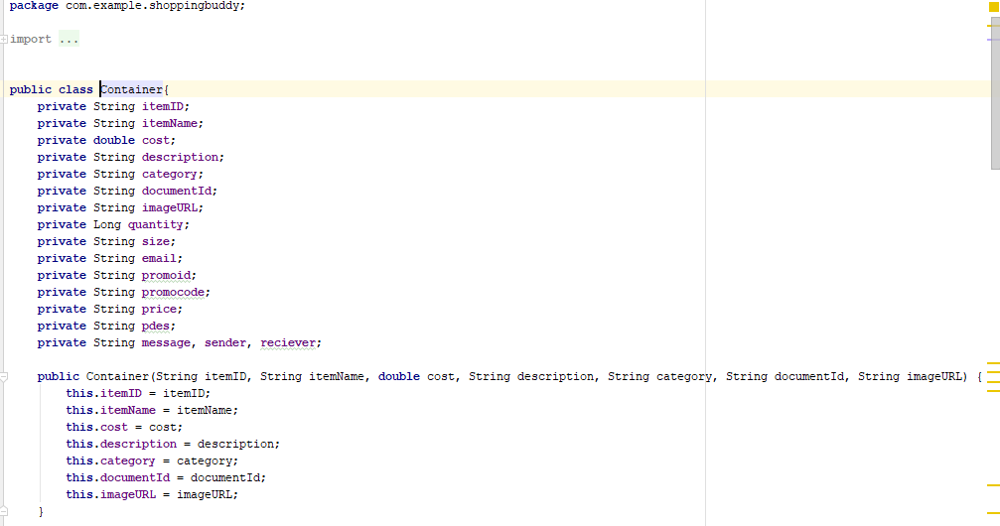 package com.example.shoppingbuddy;
import ...
public class Container{
    private String itemID;
    private String itemName;
    private double cost;
    private String description;
    private String category;
    private String documentId;
    private String imageURL;
    private Long quantity;
    private String size;
    private String email;
    private String promoid;
    private String promocode;
    private String price;
    private String pdes;
    private String message, sender, reciever;
    public Container(String itemID, String itemName, double cost, String description, String category, String documentId, String imageURL) {
        this.itemID = itemID;
        this.itemName = itemName;
        this.cost = cost;
        this.description = description;
        this.category = category;
        this.documentId = documentId;
        this.imageURL = imageURL;
    }